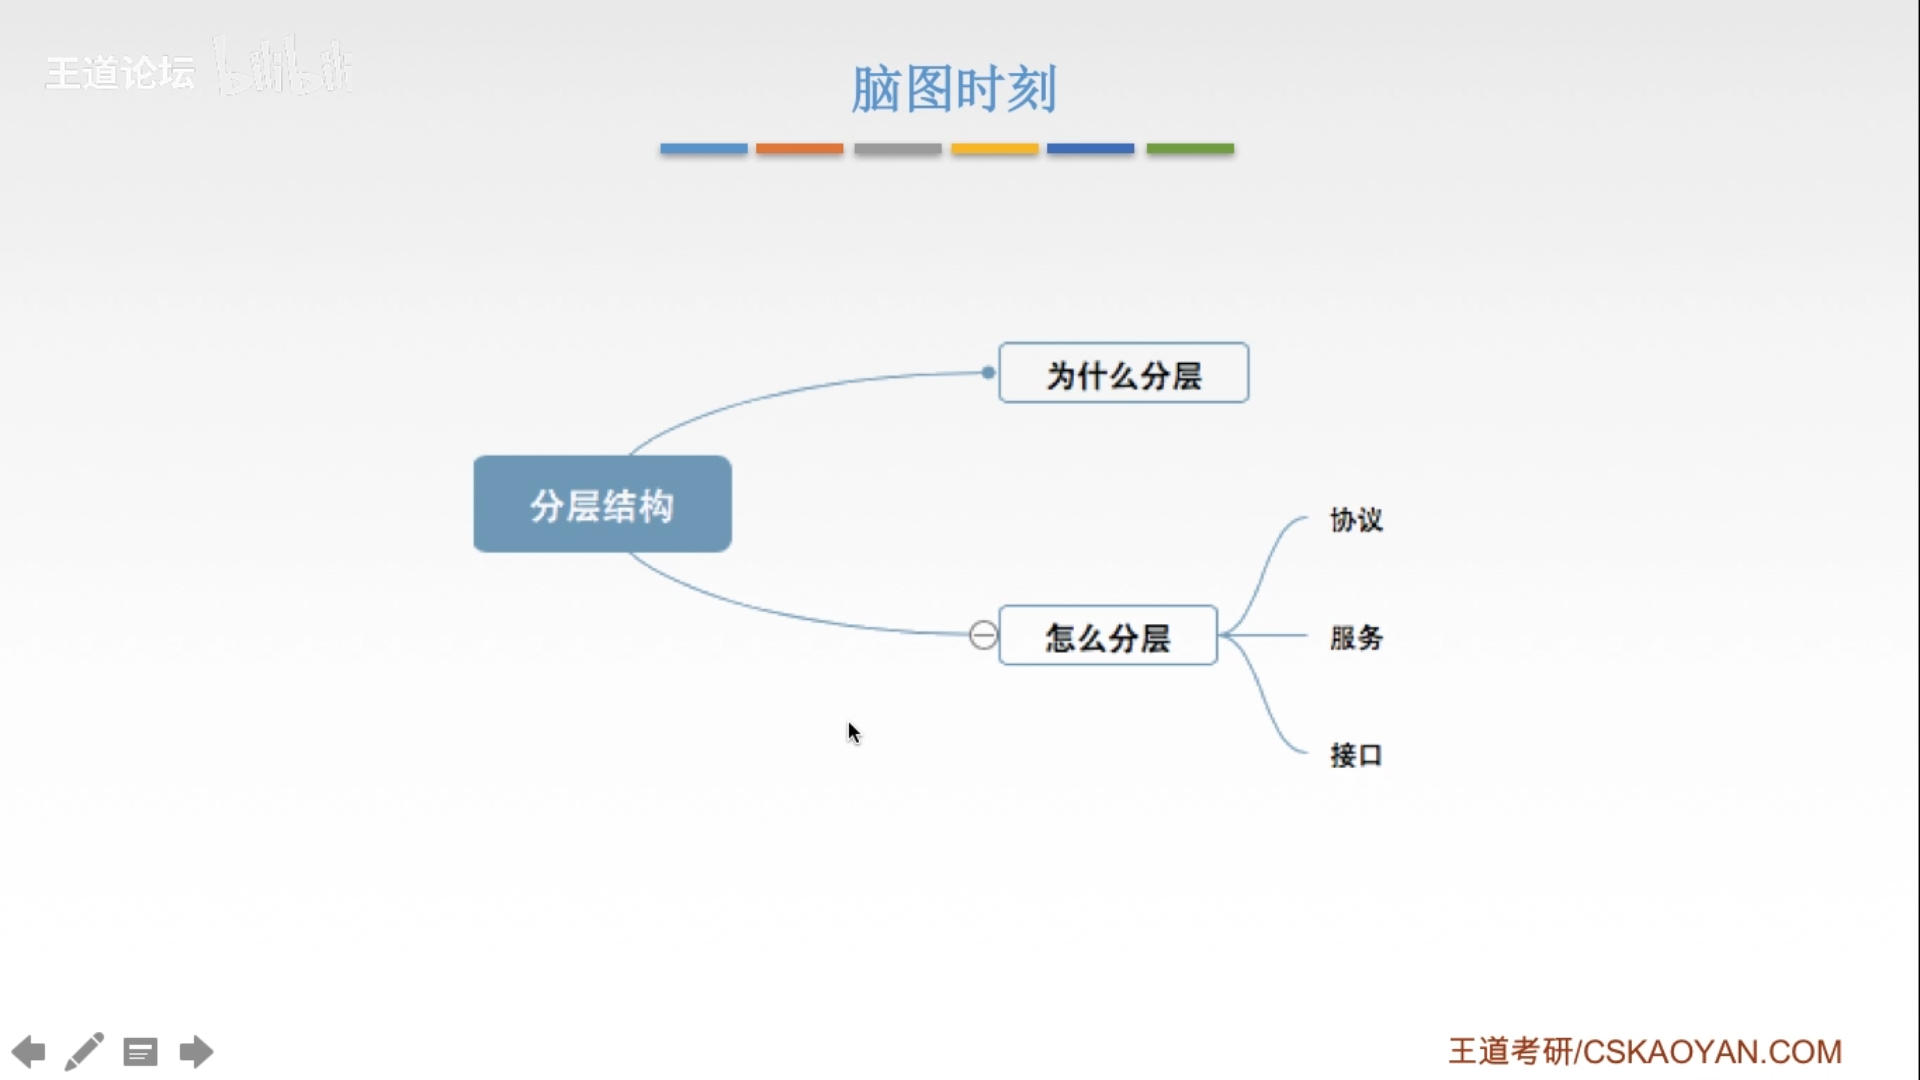 王道论坛 bilibili
脑图时刻
为什么分层
分层结构
怎么分层
协议
服务
接口
王道考研/CSKAOYAN.COM